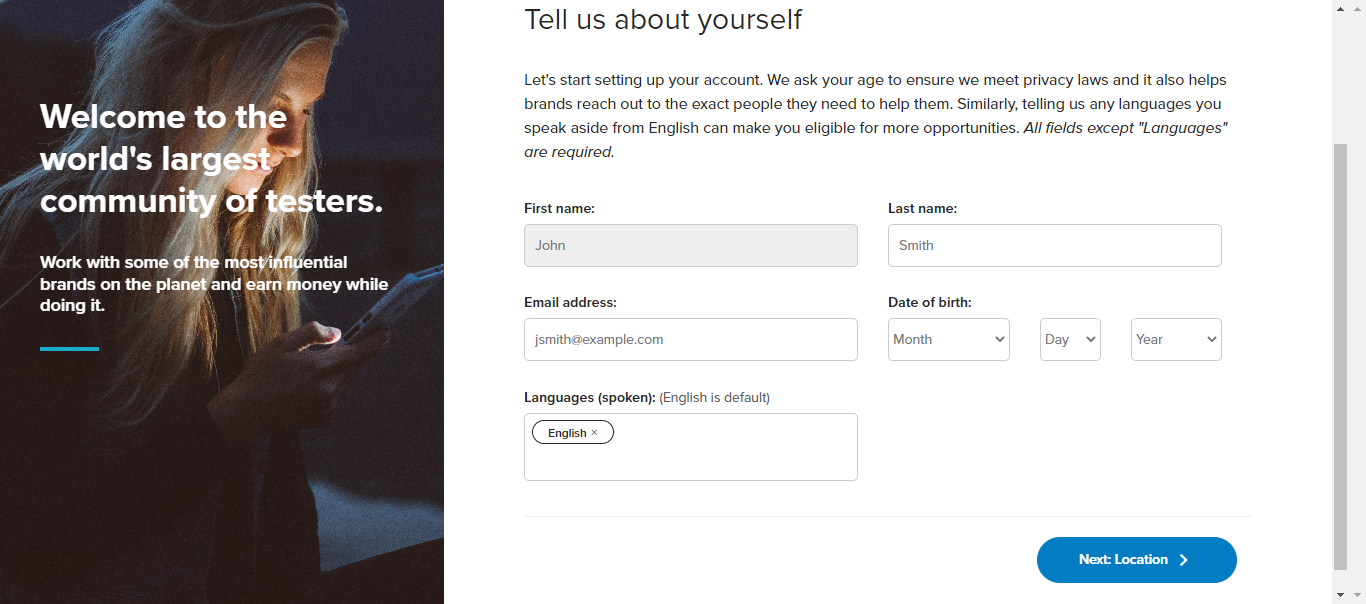 Welcome to the
world's largest
community of testers.
Work with some of the most influential
brands on the planet and earn money while
doing it.
Tell us about yourself
Let's start setting up your account. We ask your age to ensure we meet privacy laws and it also helps
brands reach out to the exact people they need to help them. Similarly, telling us any languages you
speak aside from English can make you eligible for more opportunities. All fields except "Languages"
are required.
First name: Last name:
John Smith
Email address: Date of birth:
jsmith@example.com Month Day Year
Languages (spoken): (English is default)
English ×
Next: Location